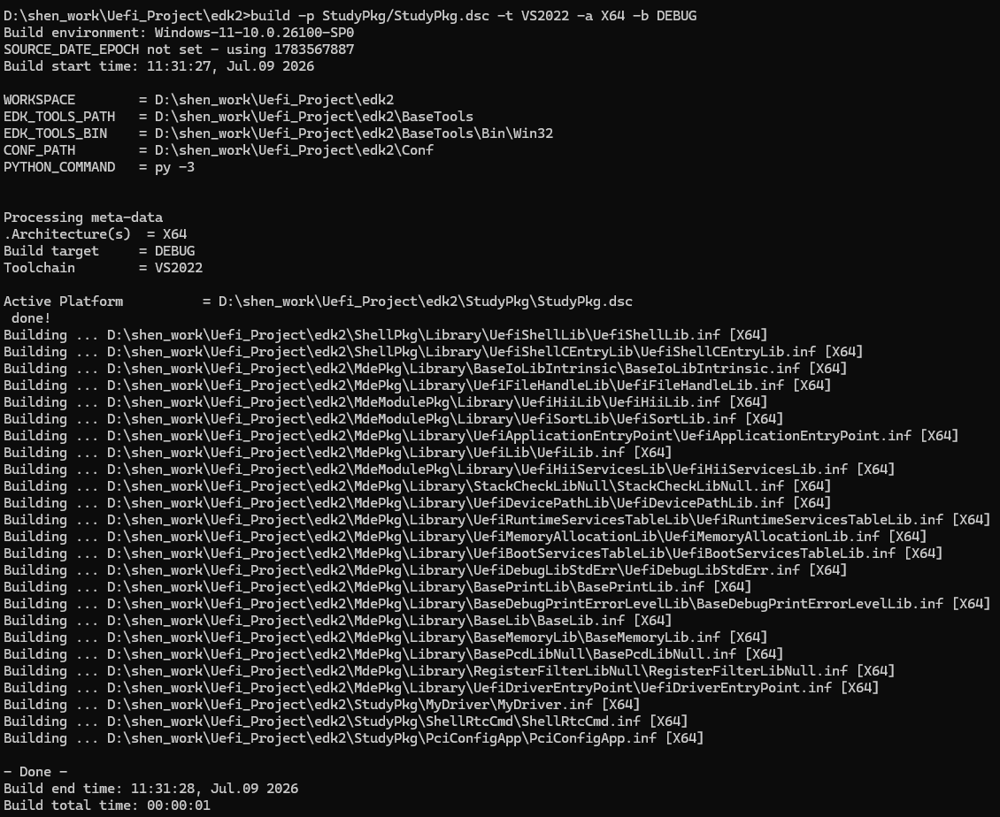 D:\shen_work\Uefi_Project\edk2>build -p StudyPkg/StudyPkg.dsc -t VS2022 -a X64 -b DEBUG
Build environment: Windows-11-10.0.26100-SP0
SOURCE_DATE_EPOCH not set - using 1783567887
Build start time: 11:31:27, Jul.09 2026
WORKSPACE        = D:\shen_work\Uefi_Project\edk2
EDK_TOOLS_PATH   = D:\shen_work\Uefi_Project\edk2\BaseTools
EDK_TOOLS_BIN    = D:\shen_work\Uefi_Project\edk2\BaseTools\Bin\Win32
CONF_PATH        = D:\shen_work\Uefi_Project\edk2\Conf
PYTHON_COMMAND   = py -3
Processing meta-data
.Architecture(s)  = X64
Build target     = DEBUG
Toolchain        = VS2022
Active Platform          = D:\shen_work\Uefi_Project\edk2\StudyPkg\StudyPkg.dsc
 done!
Building ... D:\shen_work\Uefi_Project\edk2\ShellPkg\Library\UefiShellLib\UefiShellLib.inf [X64]
Building ... D:\shen_work\Uefi_Project\edk2\ShellPkg\Library\UefiShellCEntryLib\UefiShellCEntryLib.inf [X64]
Building ... D:\shen_work\Uefi_Project\edk2\MdePkg\Library\BaseIoLibIntrinsic\BaseIoLibIntrinsic.inf [X64]
Building ... D:\shen_work\Uefi_Project\edk2\MdePkg\Library\UefiFileHandleLib\UefiFileHandleLib.inf [X64]
Building ... D:\shen_work\Uefi_Project\edk2\MdeModulePkg\Library\UefiHiiLib\UefiHiiLib.inf [X64]
Building ... D:\shen_work\Uefi_Project\edk2\MdeModulePkg\Library\UefiSortLib\UefiSortLib.inf [X64]
Building ... D:\shen_work\Uefi_Project\edk2\MdePkg\Library\UefiApplicationEntryPoint\UefiApplicationEntryPoint.inf [X64]
Building ... D:\shen_work\Uefi_Project\edk2\MdePkg\Library\UefiLib\UefiLib.inf [X64]
Building ... D:\shen_work\Uefi_Project\edk2\MdeModulePkg\Library\UefiHiiServicesLib\UefiHiiServicesLib.inf [X64]
Building ... D:\shen_work\Uefi_Project\edk2\MdePkg\Library\StackCheckLibNull\StackCheckLibNull.inf [X64]
Building ... D:\shen_work\Uefi_Project\edk2\MdePkg\Library\UefiDevicePathLib\UefiDevicePathLib.inf [X64]
Building ... D:\shen_work\Uefi_Project\edk2\MdePkg\Library\UefiRuntimeServicesTableLib\UefiRuntimeServicesTableLib.inf [X64]
Building ... D:\shen_work\Uefi_Project\edk2\MdePkg\Library\UefiMemoryAllocationLib\UefiMemoryAllocationLib.inf [X64]
Building ... D:\shen_work\Uefi_Project\edk2\MdePkg\Library\UefiBootServicesTableLib\UefiBootServicesTableLib.inf [X64]
Building ... D:\shen_work\Uefi_Project\edk2\MdePkg\Library\UefiDebugLibStdErr\UefiDebugLibStdErr.inf [X64]
Building ... D:\shen_work\Uefi_Project\edk2\MdePkg\Library\BasePrintLib\BasePrintLib.inf [X64]
Building ... D:\shen_work\Uefi_Project\edk2\MdePkg\Library\BaseDebugPrintErrorLevelLib\BaseDebugPrintErrorLevelLib.inf [X64]
Building ... D:\shen_work\Uefi_Project\edk2\MdePkg\Library\BaseLib\BaseLib.inf [X64]
Building ... D:\shen_work\Uefi_Project\edk2\MdePkg\Library\BaseMemoryLib\BaseMemoryLib.inf [X64]
Building ... D:\shen_work\Uefi_Project\edk2\MdePkg\Library\BasePcdLibNull\BasePcdLibNull.inf [X64]
Building ... D:\shen_work\Uefi_Project\edk2\MdePkg\Library\RegisterFilterLibNull\RegisterFilterLibNull.inf [X64]
Building ... D:\shen_work\Uefi_Project\edk2\MdePkg\Library\UefiDriverEntryPoint\UefiDriverEntryPoint.inf [X64]
Building ... D:\shen_work\Uefi_Project\edk2\StudyPkg\MyDriver\MyDriver.inf [X64]
Building ... D:\shen_work\Uefi_Project\edk2\StudyPkg\ShellRtcCmd\ShellRtcCmd.inf [X64]
Building ... D:\shen_work\Uefi_Project\edk2\StudyPkg\PciConfigApp\PciConfigApp.inf [X64]
- Done -
Build end time: 11:31:28, Jul.09 2026
Build total time: 00:00:01